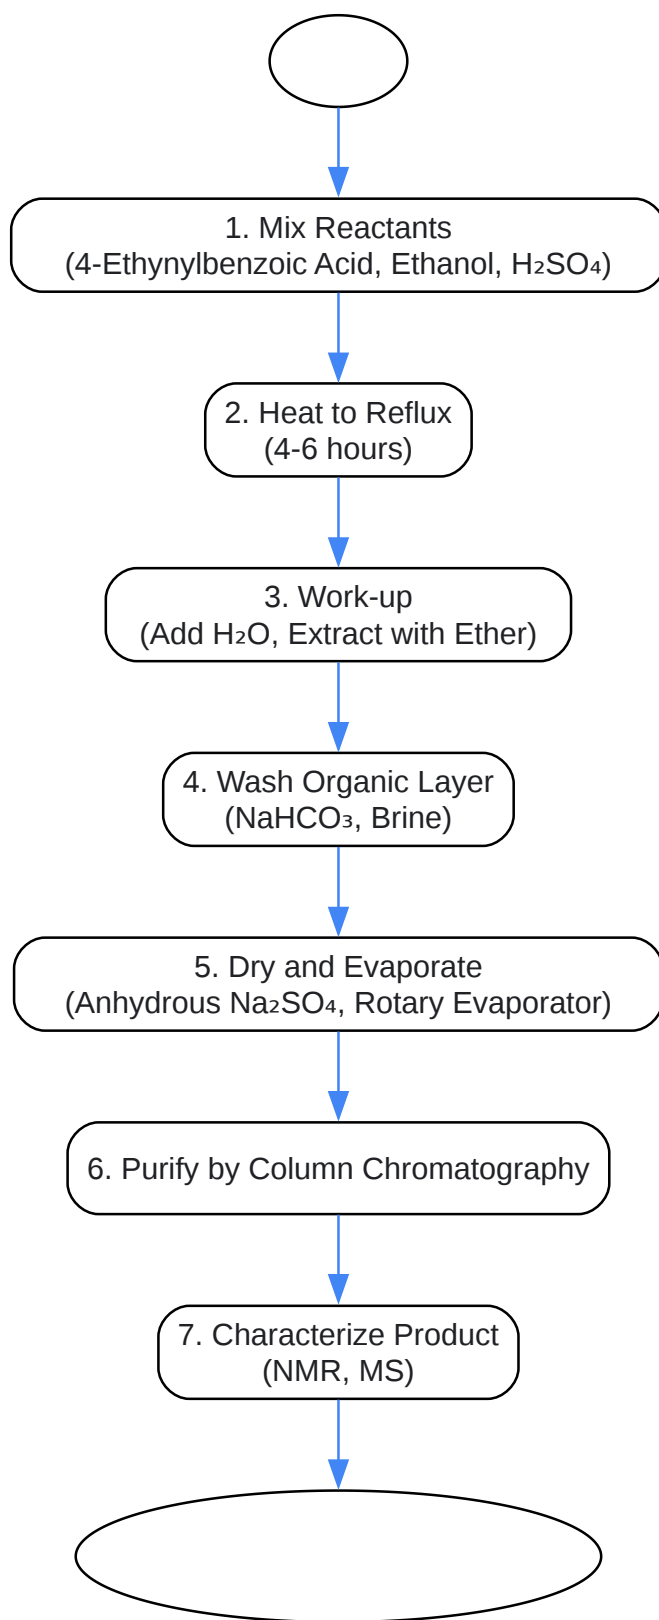 1. Mix Reactants
(4-Ethynylbenzoic Acid, Ethanol, H₂SO₄)
2. Heat to Reflux
(4-6 hours)
3. Work-up
(Add H₂O, Extract with Ether)
4. Wash Organic Layer
(NaHCO₃, Brine)
5. Dry and Evaporate
(Anhydrous Na₂SO₄, Rotary Evaporator)
6. Purify by Column Chromatography
7. Characterize Product
(NMR, MS)